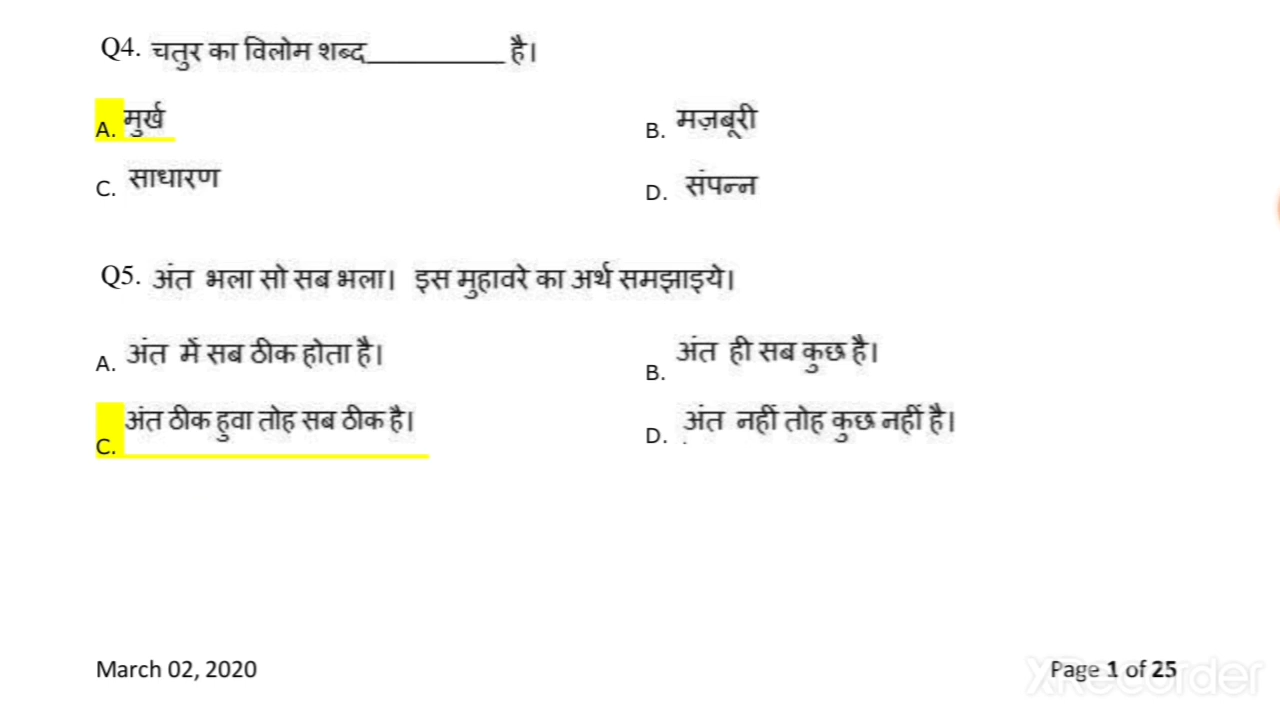 Q4. चतुर का विलोम शब्द__________ है।
A. मुर्ख
B. मज़बूरी
C. साधारण
D. संपन्न
Q5. अंत भला सो सब भला। इस मुहावरे का अर्थ समझाइये।
A. अंत में सब ठीक होता है।
B. अंत ही सब कुछ है।
C. अंत ठीक हुवा तोह सब ठीक है।
D. अंत नहीं तोह कुछ नहीं है।
March 02, 2020
Page 1 of 25
XRecorder